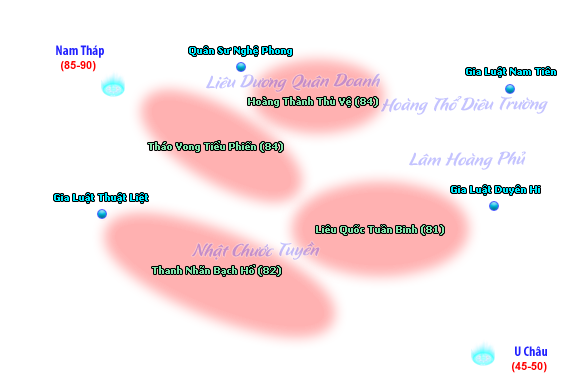 Nam Tháp
(85-90)
Quân Sư Nghệ Phong
Liêu Dương Quân Doanh
Hoàng Thành Thủ Vệ (84)
Gia Luật Nam Tiên
Hoàng Thổ Diêu Trường
Thảo Vong Tiểu Phiến (84)
Lâm Hoàng Phủ
Gia Luật Thuật Liệt
Gia Luật Duyên Hi
Liêu Quốc Tuần Binh (81)
Nhật Chước Tuyền
Thanh Nhãn Bạch Hổ (82)
U Châu
(45-50)